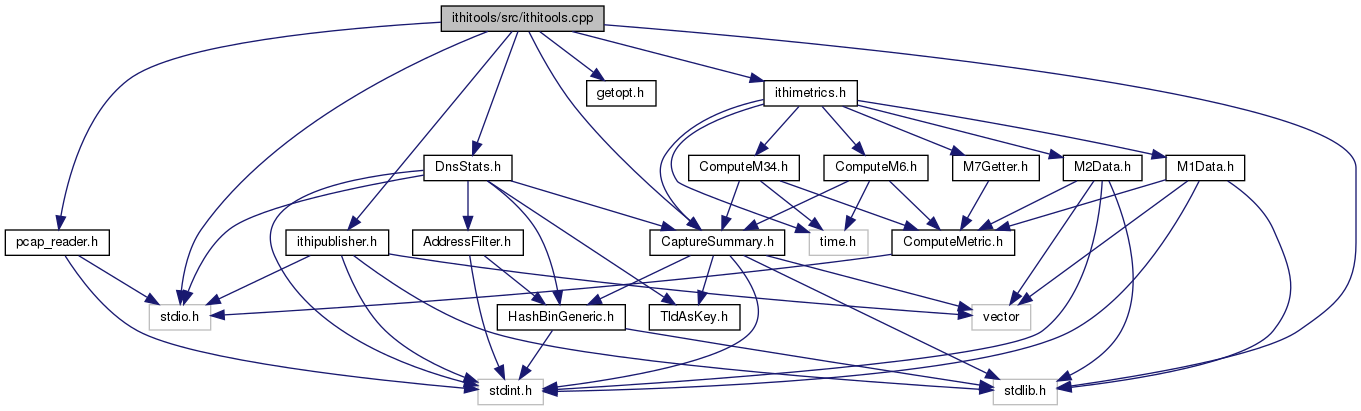 ithitools/src/ithitools.cpp
getopt.h
ithimetrics.h
DnsStats.h
ComputeM34.h
ComputeM6.h
M7Getter.h
M2Data.h
M1Data.h
pcap_reader.h
ithipublisher.h
AddressFilter.h
CaptureSummary.h
time.h
ComputeMetric.h
stdio.h
HashBinGeneric.h
TldAsKey.h
vector
stdint.h
stdlib.h